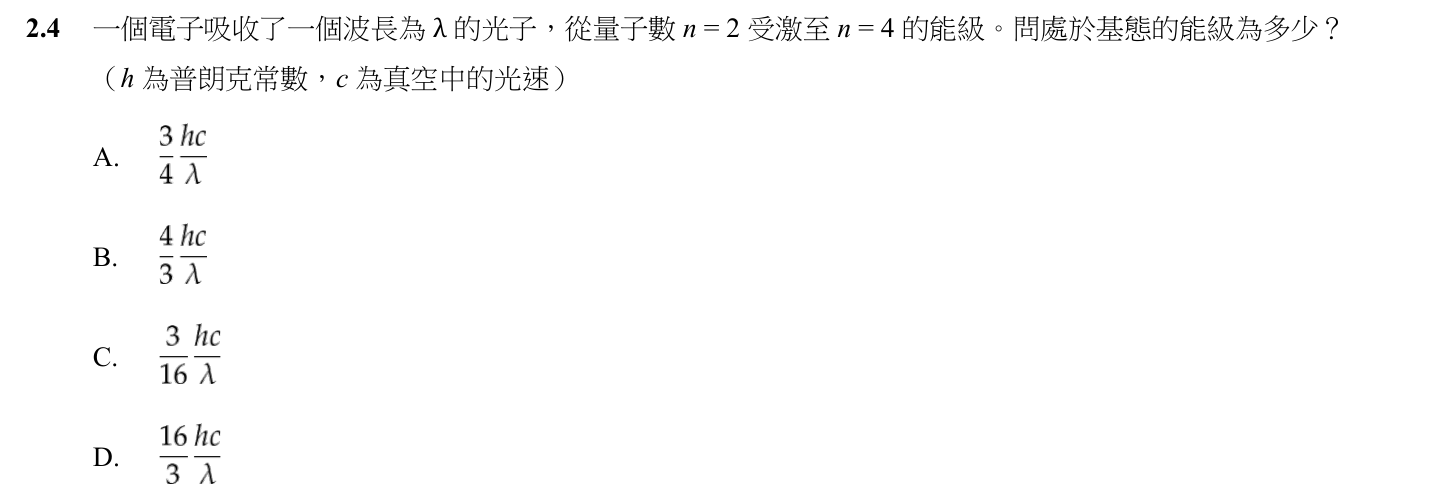 2.4 一個電子吸收了一個波長為 λ 的光子，從量子數 n = 2 受激至 n = 4 的能級。問處於基態的能級為多少？
（h 為普朗克常數，c 為真空中的光速）
A. 3/4 hc/λ
B. 4/3 hc/λ
C. 3/16 hc/λ
D. 16/3 hc/λ